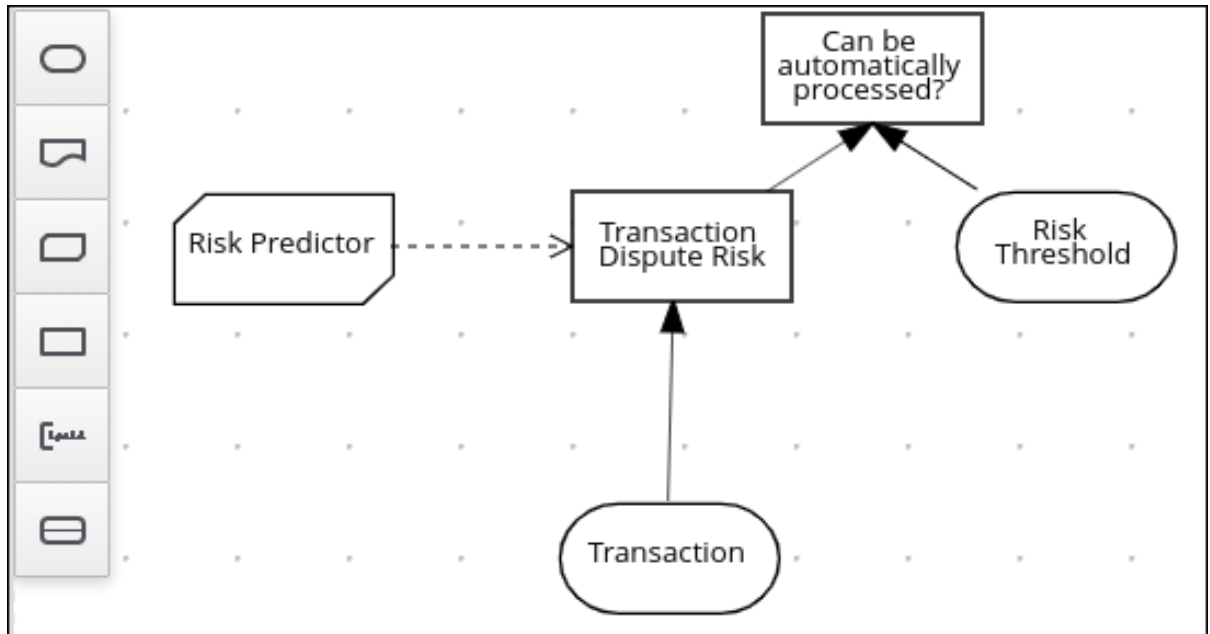 Can be
automatically
processed?
Risk Predictor
Transaction
Dispute Risk
Risk
Threshold
Transaction